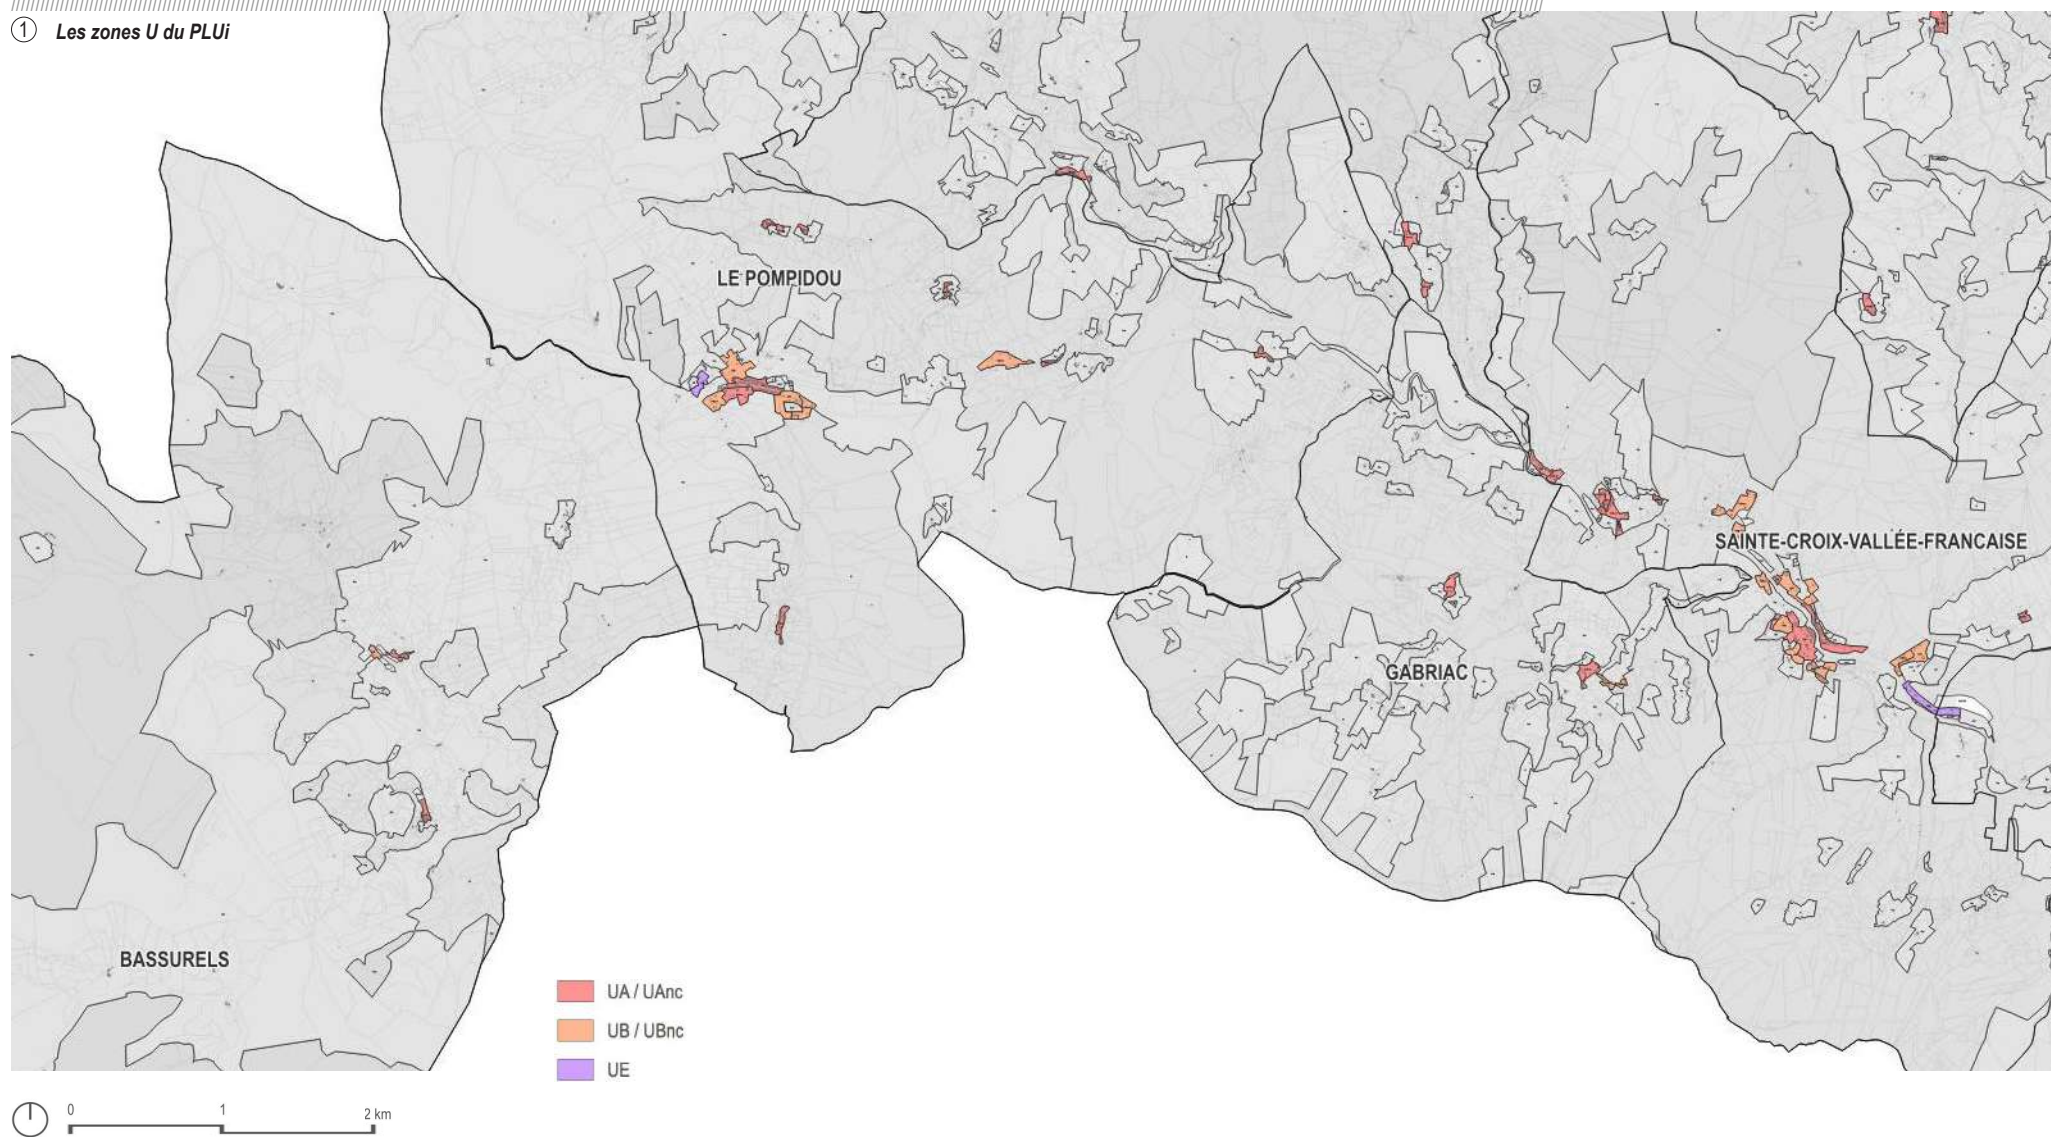 1 Les zones U du PLUi
LE POMPIDOU
SAINTE-CROIX-VALLÉE-FRANCAISE
GABRIAC
BASSURELS
UA / UAnc
UB / UBnc
UE
0 1 2 km